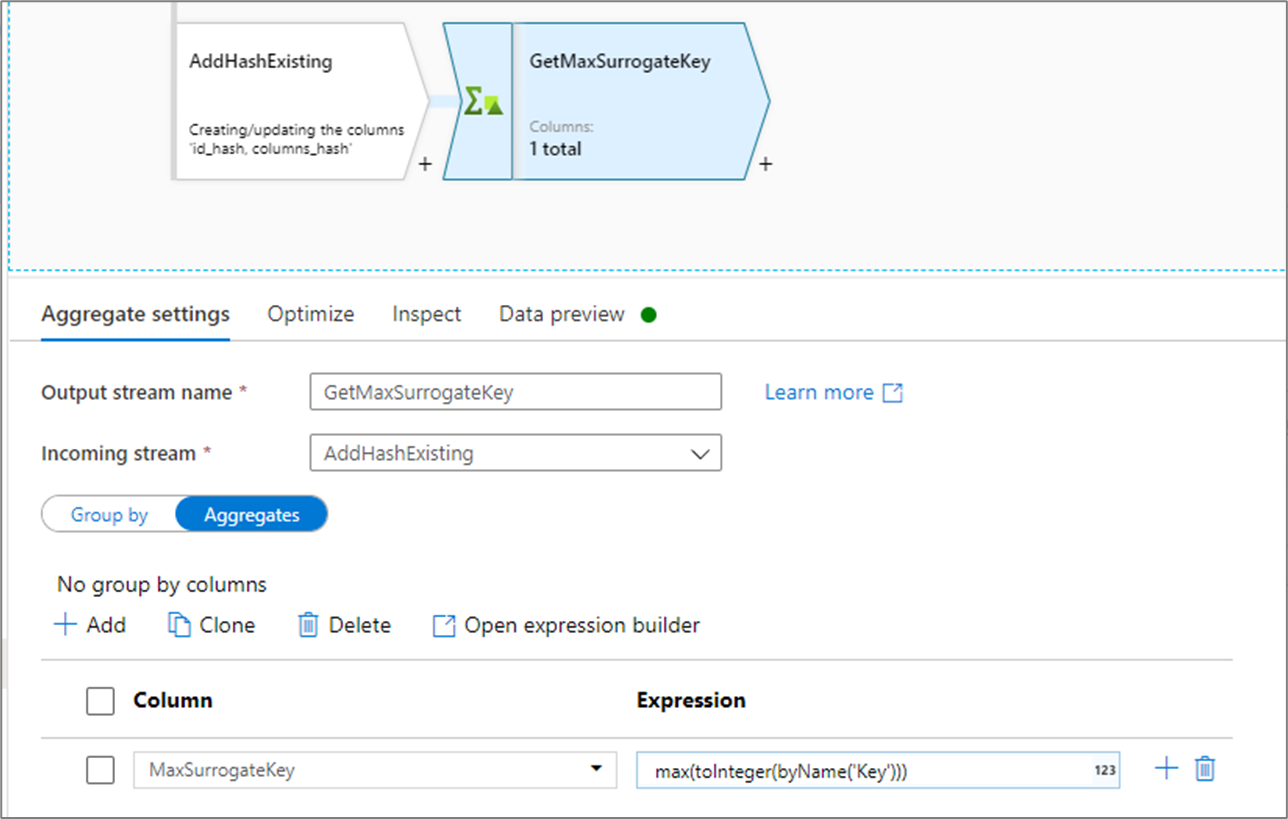 AddHashExisting
Creating/updating the columns
'id_hash, columns_hash'
+
GetMaxSurrogateKey
Columns:
1 total
+
Aggregate settings
Optimize
Inspect
Data preview
Output stream name *
GetMaxSurrogateKey
Learn more
Incoming stream *
AddHashExisting
Group by
Aggregates
No group by columns
Add
Clone
Delete
Open expression builder
Column
Expression
MaxSurrogateKey
max(toInteger(byName('Key')))
123